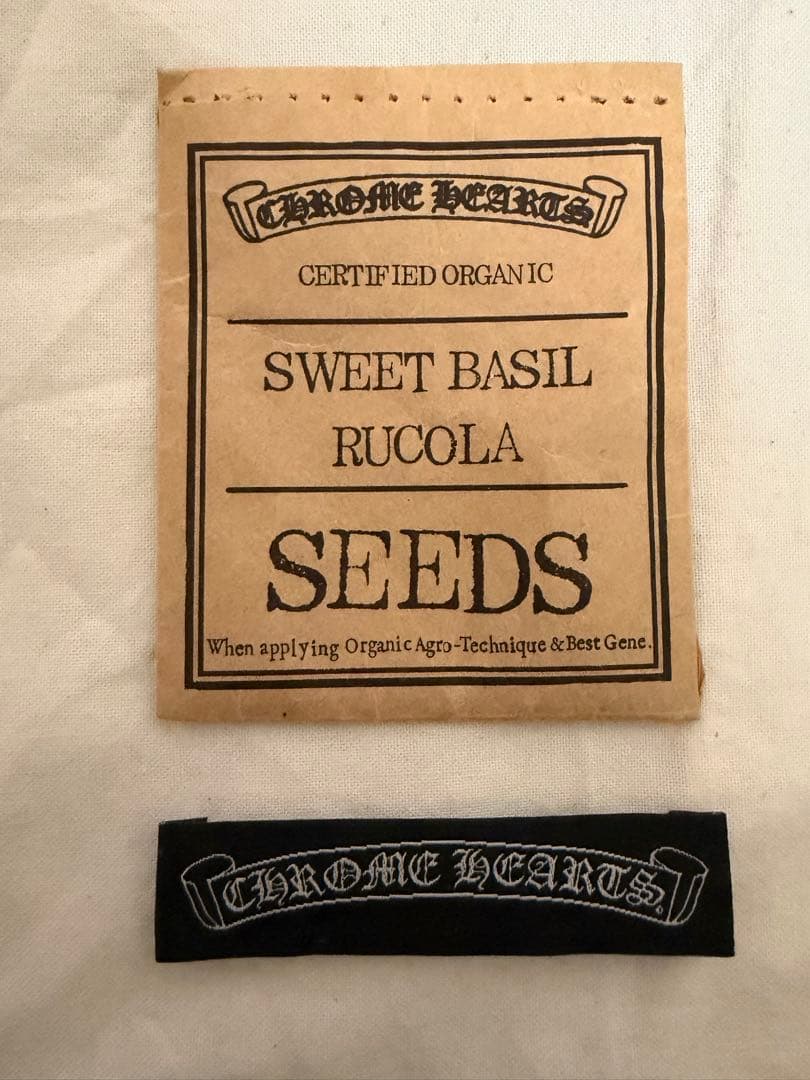 CHROME HEARTS
CERTIFIED ORGANIC
SWEET BASIL
RUCOLA
SEEDS
When applying Organic Agro-Technique & Best Gene.
CHROME HEARTS